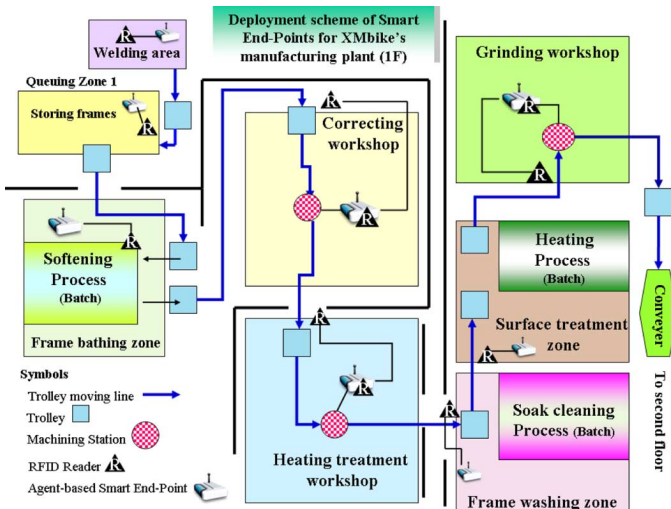 Deployment scheme of Smart
End-Points for XMbike's
manufacturing plant (1F)
R
Welding area
Queuing Zone 1
Storing frames
R
R
Correcting
workshop
R
Grinding workshop
R
R
R
Softening
Process
(Batch)
Frame bathing zone
Heating
Process
(Batch)
Surface treatment
zone
R
Conveyer
To second floor
Symbols
Trolley moving line
Trolley
Machining Station
RFID Reader
R
Agent-based Smart End-Point
R
R
Heating treatment
workshop
R
Soak cleaning
Process (Batch)
Frame washing zone